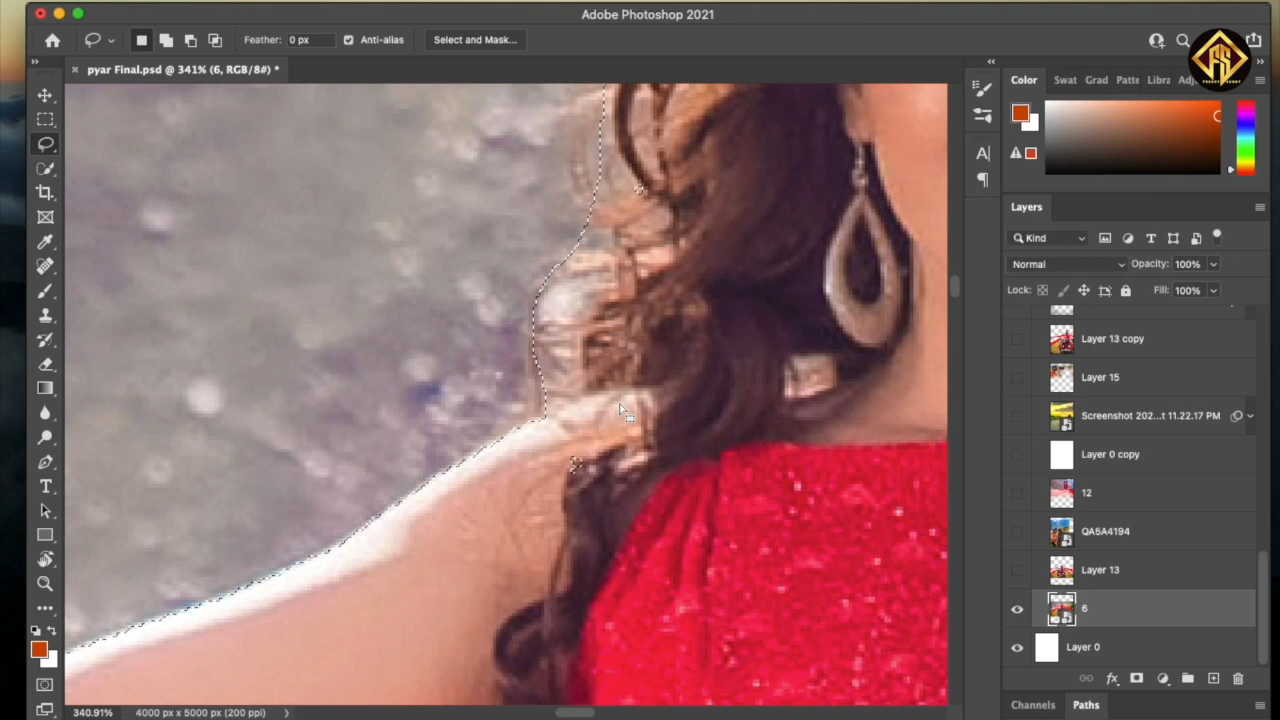 Adobe Photoshop 2021
Feather: 0 px Anti-alias Select and Mask...
FS
pyar Final.psd @ 341% (6, RGB/8#) *
Color Swat Grad Patte Libra Adj
Layers
Kind
Normal Opacity: 100%
Lock: Fill: 100%
Layer 13 copy
Layer 15
Screenshot 202...t 11.22.17 PM
Layer 0 copy
12
QA5A4194
Layer 13
6
Layer 0
Channels Paths
340.91% 4000 px x 5000 px (200 ppi)